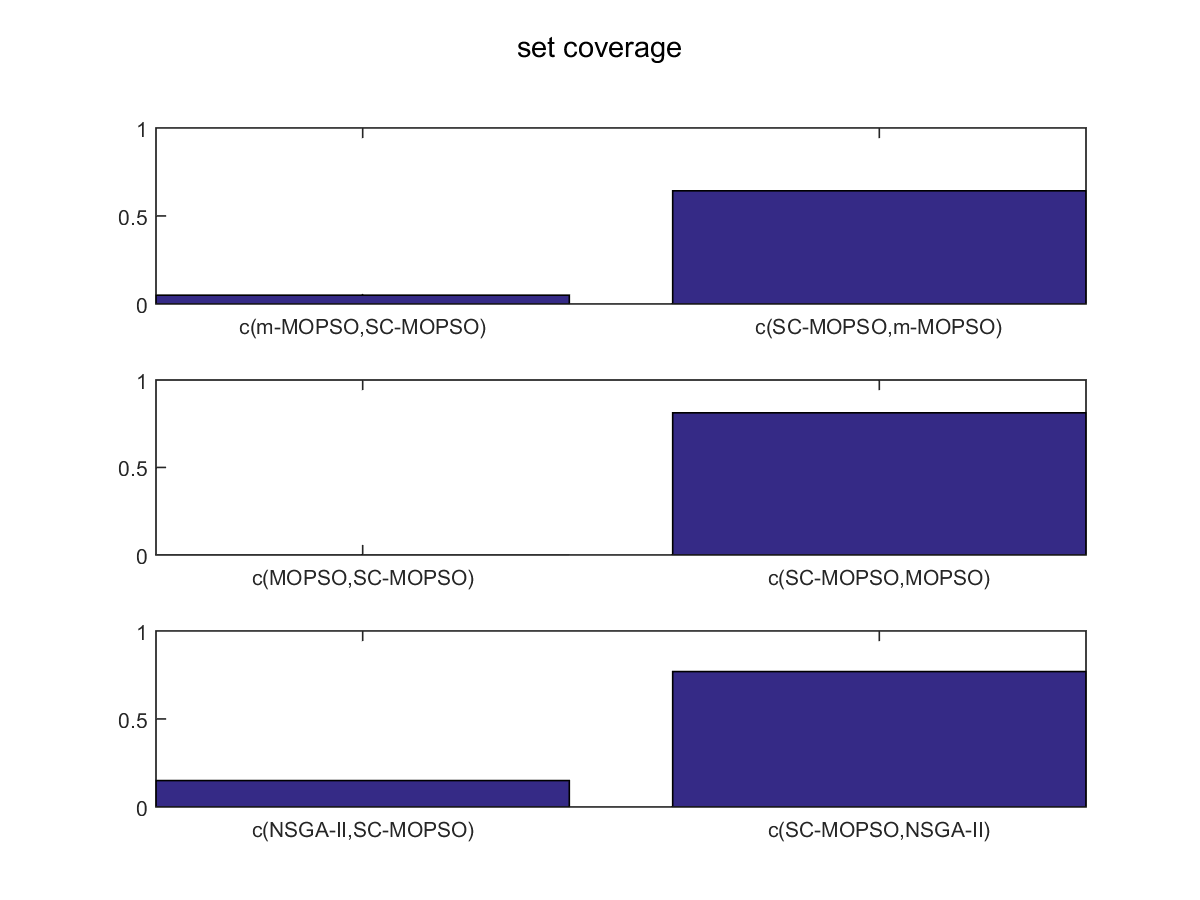 set coverage
1
0.5
0
c(m-MOPSO,SC-MOPSO) c(SC-MOPSO,m-MOPSO)
1
0.5
0
c(MOPSO,SC-MOPSO) c(SC-MOPSO,MOPSO)
1
0.5
0
c(NSGA-II,SC-MOPSO) c(SC-MOPSO,NSGA-II)